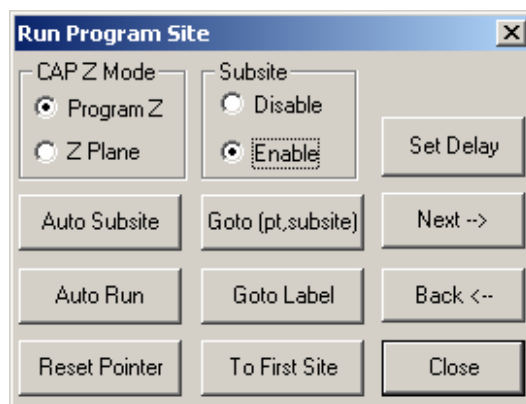 Run Program Site
CAP Z Mode
Program Z
Z Plane
Subsite
Disable
Enable
Set Delay
Auto Subsite
Goto (pt,subsite)
Next -->
Auto Run
Goto Label
Back <--
Reset Pointer
To First Site
Close